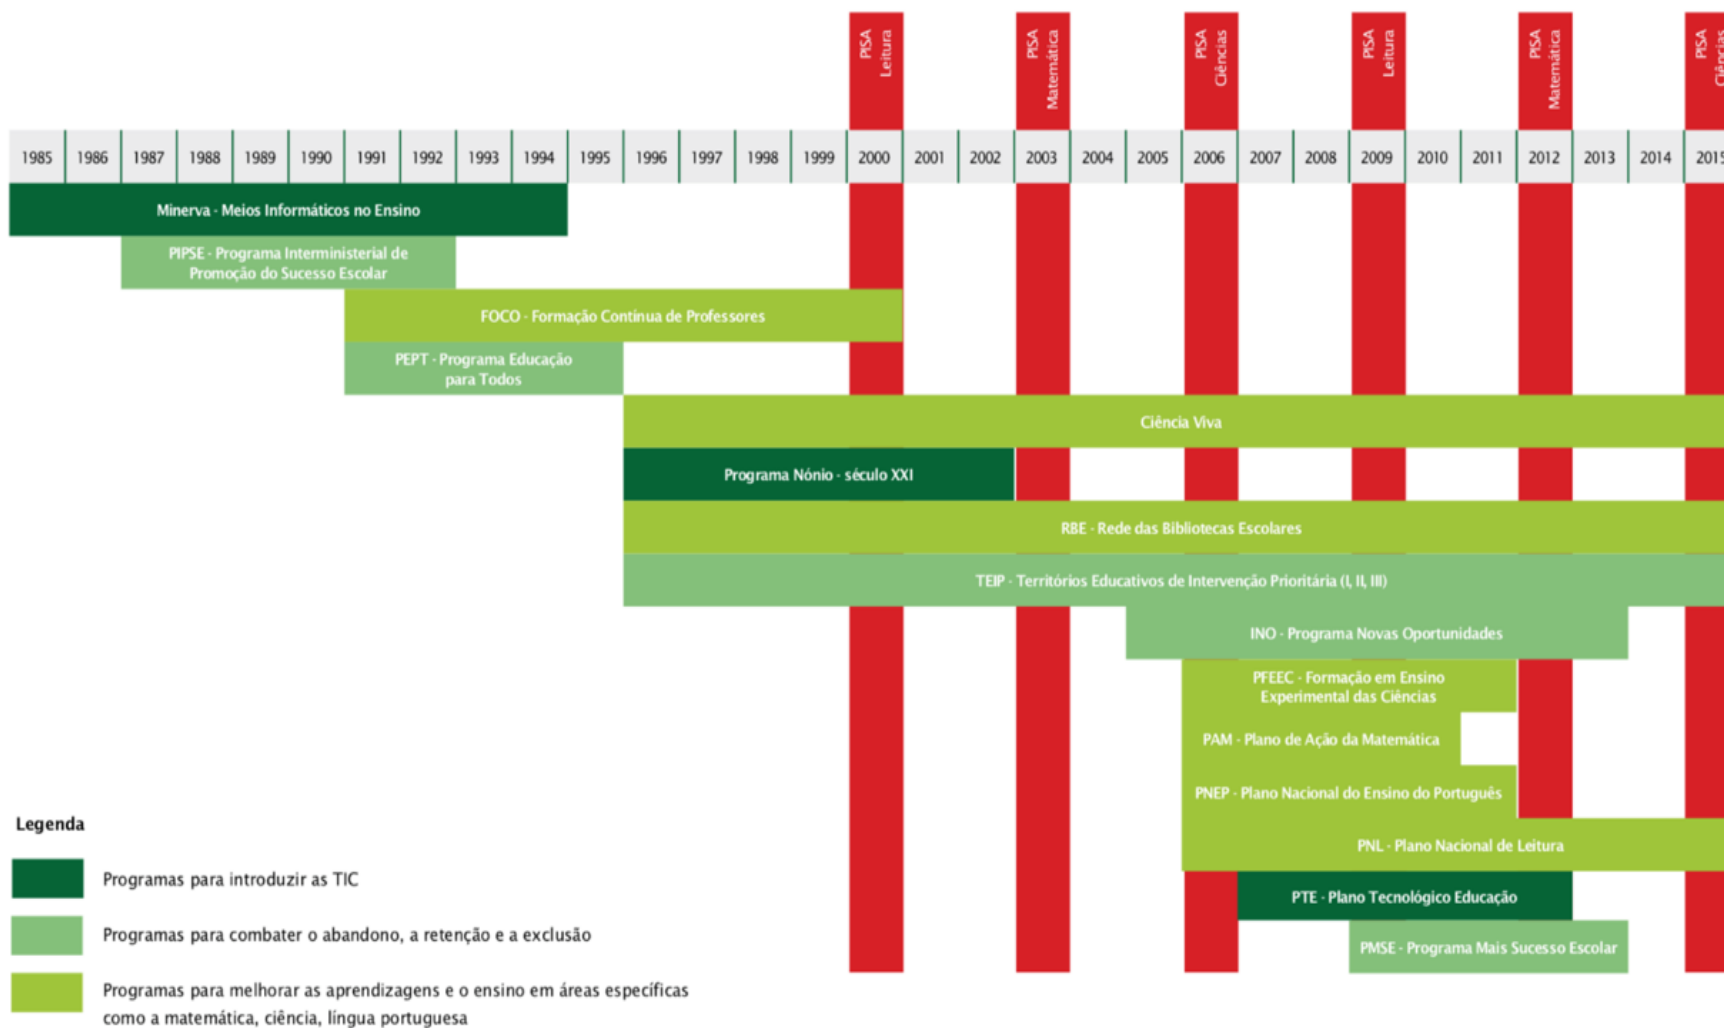 PISA
Leitura
PISA
Matemática
PISA
Ciências
PISA
Leitura
PISA
Matemática
PISA
Ciências
1985 1986 1987 1988 1989 1990 1991 1992 1993 1994 1995 1996 1997 1998 1999 2000 2001 2002 2003 2004 2005 2006 2007 2008 2009 2010 2011 2012 2013 2014 2015
Minerva - Meios Informáticos no Ensino
PIPSE - Programa Interministerial de
Promoção do Sucesso Escolar
FOCO - Formação Contínua de Professores
PEPT - Programa Educação
para Todos
Ciência Viva
Programa Nónio - século XXI
RBE - Rede das Bibliotecas Escolares
TEIP - Territórios Educativos de Intervenção Prioritária (I, II, III)
INO - Programa Novas Oportunidades
PFEEC - Formação em Ensino
Experimental das Ciências
PAM - Plano de Ação da Matemática
PNEP - Plano Nacional do Ensino do Português
PNL - Plano Nacional de Leitura
PTE - Plano Tecnológico Educação
PMSE - Programa Mais Sucesso Escolar
Legenda
Programas para introduzir as TIC
Programas para combater o abandono, a retenção e a exclusão
Programas para melhorar as aprendizagens e o ensino em áreas específicas
como a matemática, ciência, língua portuguesa